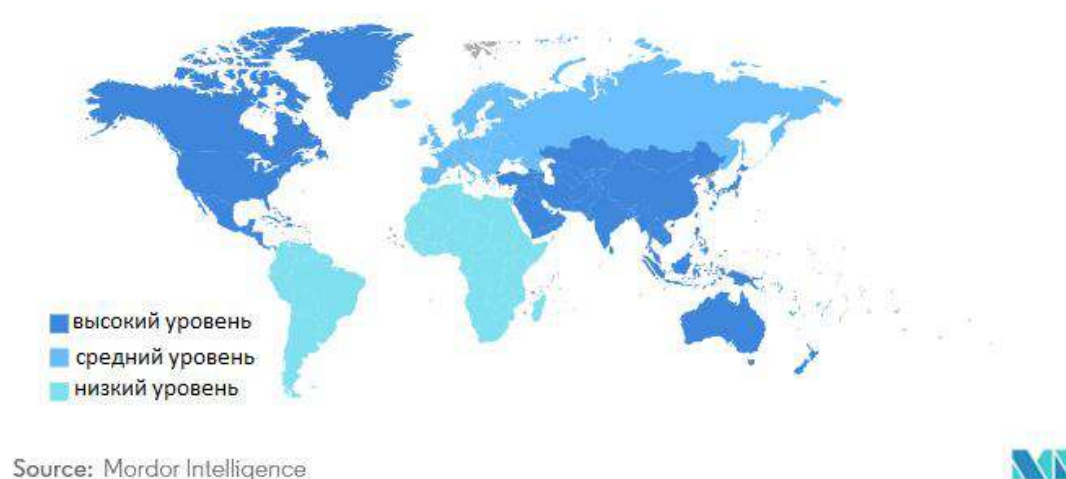 высокий уровень
средний уровень
низкий уровень
Source: Mordor Intelligence